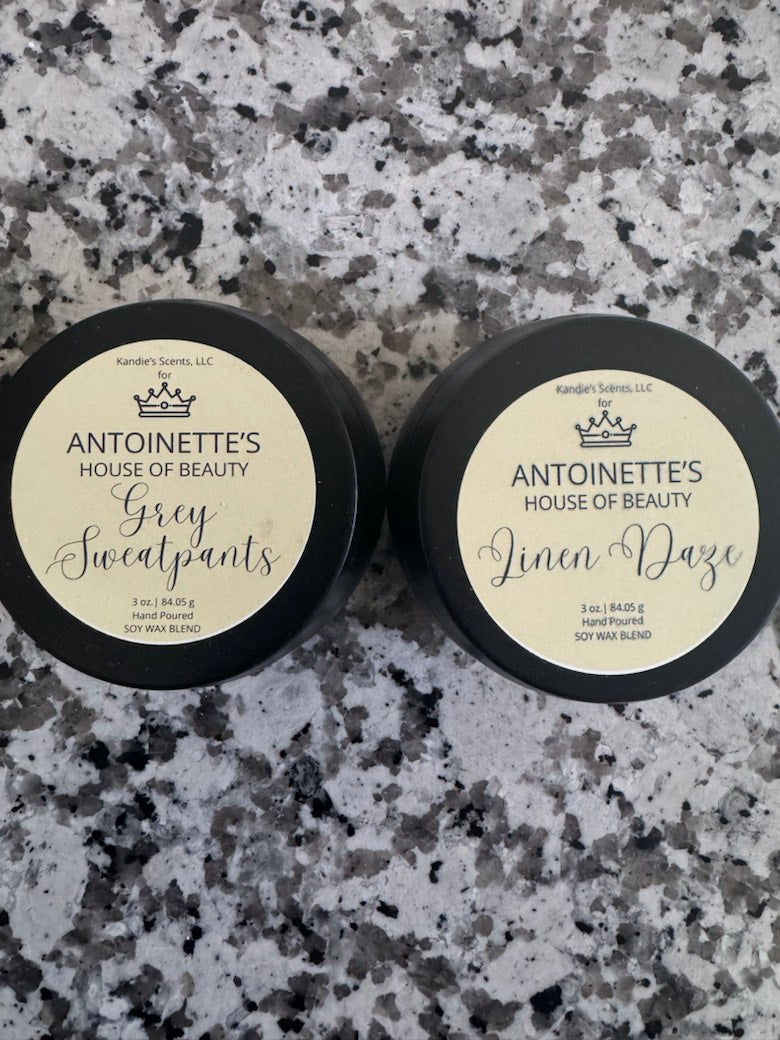 Kandie's Scents, LLC
for
ANTOINETTE'S
HOUSE OF BEAUTY
Grey
Sweatpants
3 oz.| 84.05 g
Hand Poured
SOY WAX BLEND
Kandie's Scents, LLC
for
ANTOINETTE'S
HOUSE OF BEAUTY
Linen Daze
3 oz.| 84.05 g
Hand Poured
SOY WAX BLEND